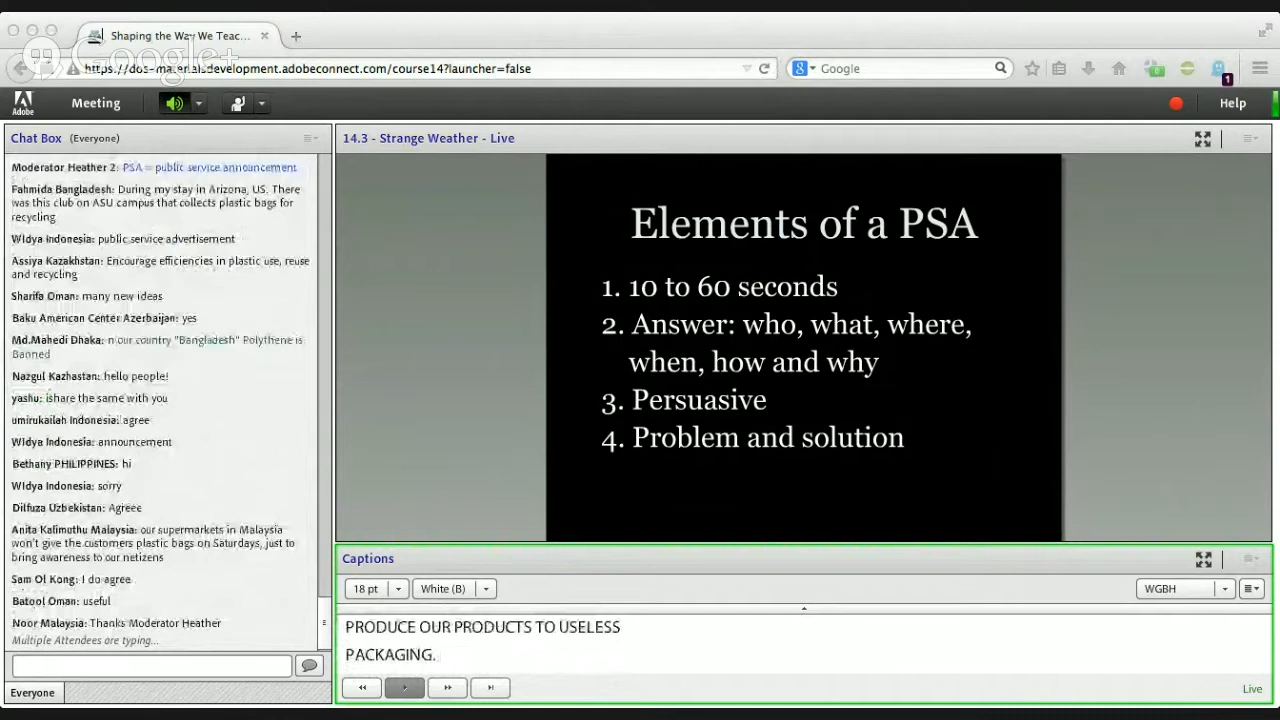 Shaping the Way We Teac...
Google+
https://dos-materialsdevelopment.adobeconnect.com/course14?launcher=false
Google
1
Adobe
Meeting
Help
Chat Box (Everyone)
Moderator Heather 2: PSA = public service announcement
Fahmida Bangladesh: During my stay in Arizona, US. There
was this club on ASU campus that collects plastic bags for
recycling
WIdya Indonesia: public service advertisement
Assiya Kazakhstan: Encourage efficiencies in plastic use, reuse
and recycling
Sharifa Oman: many new ideas
Baku American Center Azerbaijan: yes
Md.Mahedi Dhaka: n our country "Bangladesh" Polythene is
Banned
Nazgul Kazhastan: hello people!
yashu: ishare the same with you
umirukailah Indonesia: agree
WIdya Indonesia: announcement
Bethany PHILIPPINES: hi
WIdya Indonesia: sorry
Dilfuza Uzbekistan: Agreee
Anita Kalimuthu Malaysia: our supermarkets in Malaysia
won't give the customers plastic bags on Saturdays, just to
bring awareness to our netizens
Sam Ol Kong: I do agree
Batool Oman: useful
Noor Malaysia: Thanks Moderator Heather
Multiple Attendees are typing...
Everyone
14.3 - Strange Weather - Live
Elements of a PSA
1. 10 to 60 seconds
2. Answer: who, what, where,
when, how and why
3. Persuasive
4. Problem and solution
Captions
18 pt
White (B)
WGBH
PRODUCE OUR PRODUCTS TO USELESS
PACKAGING.
Live